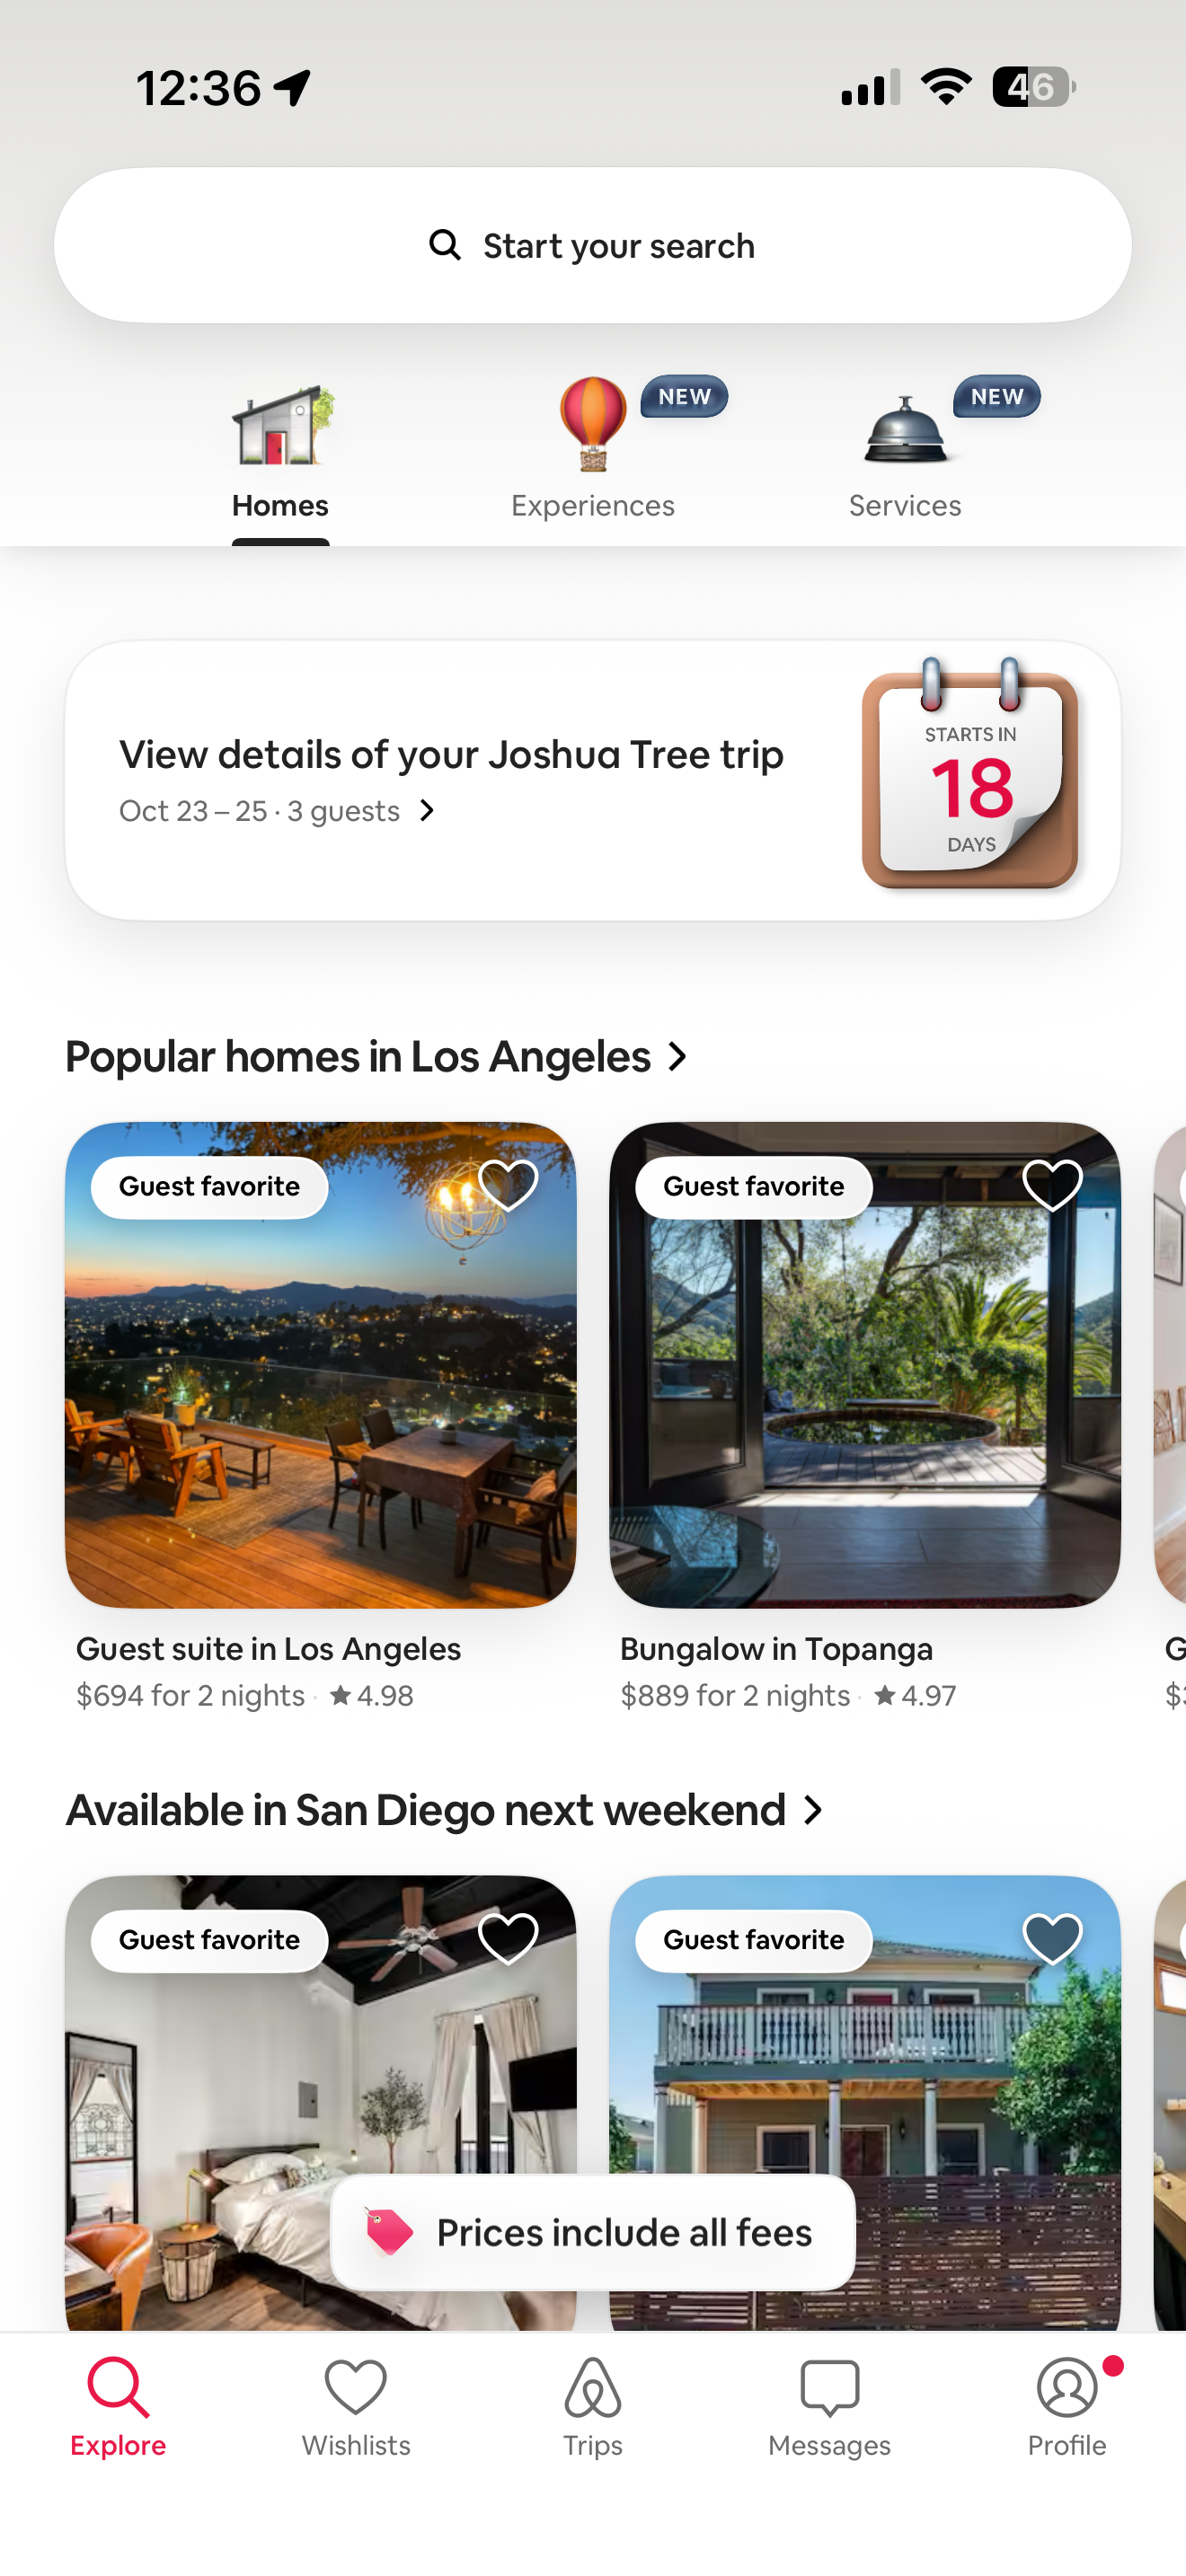 12:36
46
Start your search
NEW
NEW
Homes
Experiences
Services
View details of your Joshua Tree trip
Oct 23 – 25 · 3 guests
STARTS IN
18
DAYS
Popular homes in Los Angeles
Guest favorite
Guest favorite
Guest suite in Los Angeles
$694 for 2 nights · ★ 4.98
Bungalow in Topanga
$889 for 2 nights · ★ 4.97
Available in San Diego next weekend
Guest favorite
Guest favorite
Prices include all fees
Explore
Wishlists
Trips
Messages
Profile